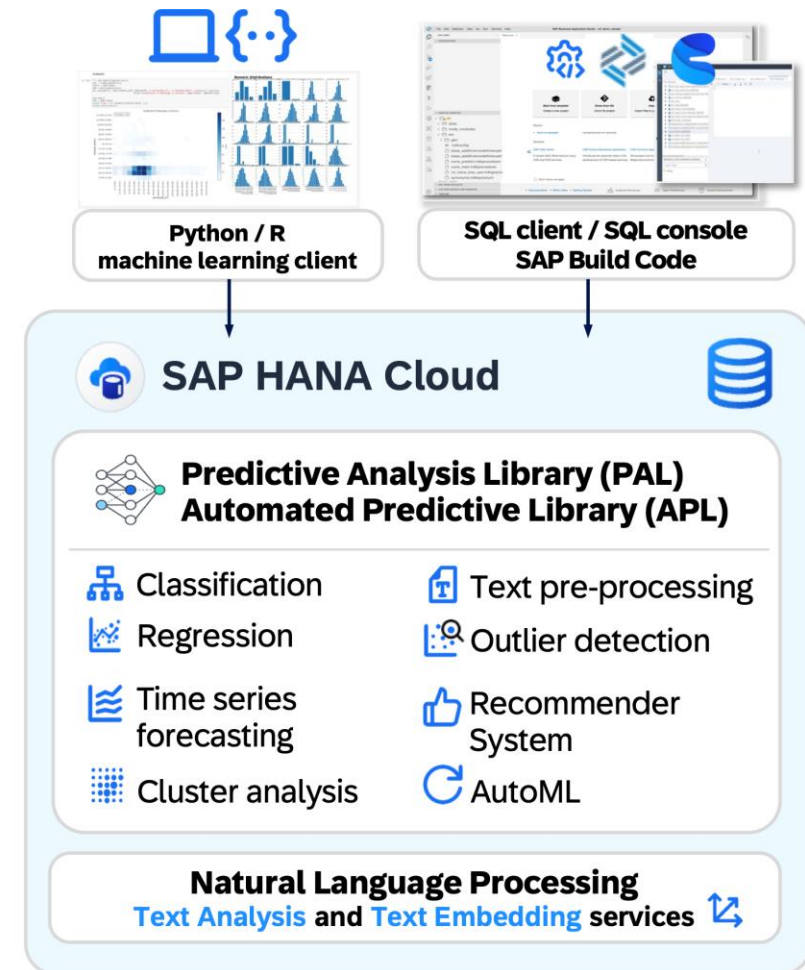 Python / R
machine learning client
SQL client / SQL console
SAP Build Code
SAP HANA Cloud
Predictive Analysis Library (PAL)
Automated Predictive Library (APL)
Classification
Regression
Time series
forecasting
Cluster analysis
Text pre-processing
Outlier detection
Recommender
System
AutoML
Natural Language Processing
Text Analysis and Text Embedding services